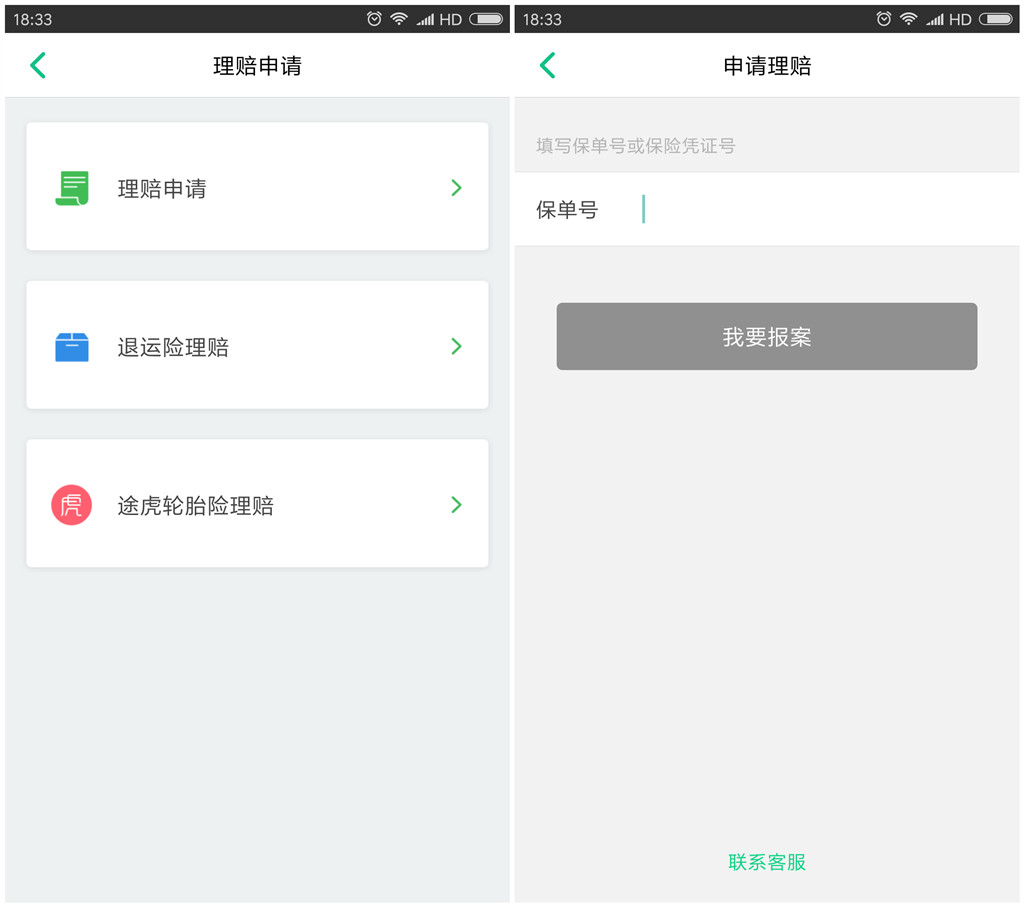 18:33
HD
理赔申请
理赔申请
退运险理赔
虎
途虎轮胎险理赔
18:33
HD
申请理赔
填写保单号或保险凭证号
保单号
我要报案
联系客服